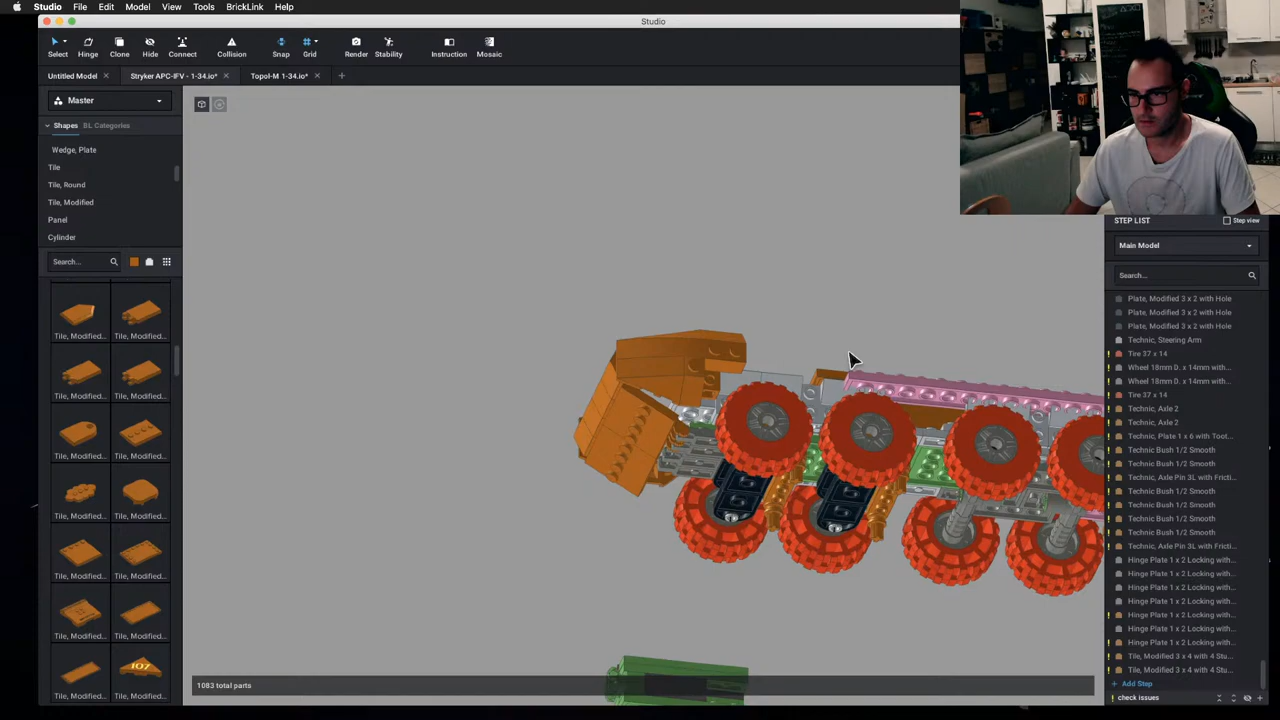 Studio File Edit Model View Tools BrickLink Help
Studio
Select Hinge Clone Hide Connect Collision Snap Grid Render Stability Instruction Mosaic
Untitled Model Stryker APC-IFV - 1-34.io* Topol-M 1-34.io*
Master
Shapes BL Categories
Wedge, Plate
Tile
Tile, Round
Tile, Modified
Panel
Cylinder
Search...
Tile, Modified... Tile, Modified...
Tile, Modified... Tile, Modified...
Tile, Modified... Tile, Modified...
Tile, Modified... Tile, Modified...
Tile, Modified... Tile, Modified...
Tile, Modified... Tile, Modified...
107
Tile, Modified... Tile, Modified...
1083 total parts
STEP LIST Step view
Main Model
Search...
Plate, Modified 3 x 2 with Hole
Plate, Modified 3 x 2 with Hole
Plate, Modified 3 x 2 with Hole
Technic, Steering Arm
Tire 37 x 14
Wheel 18mm D. x 14mm with...
Wheel 18mm D. x 14mm with...
Tire 37 x 14
Technic, Axle 2
Technic, Axle 2
Technic, Plate 1 x 6 with Toot...
Technic Bush 1/2 Smooth
Technic Bush 1/2 Smooth
Technic, Axle Pin 3L with Fricti...
Technic Bush 1/2 Smooth
Technic Bush 1/2 Smooth
Technic Bush 1/2 Smooth
Technic Bush 1/2 Smooth
Technic, Axle Pin 3L with Fricti...
Hinge Plate 1 x 2 Locking with...
Hinge Plate 1 x 2 Locking with...
Hinge Plate 1 x 2 Locking with...
Hinge Plate 1 x 2 Locking with...
Hinge Plate 1 x 2 Locking with...
Hinge Plate 1 x 2 Locking with...
Hinge Plate 1 x 2 Locking with...
Tile, Modified 3 x 4 with 4 Stu...
Tile, Modified 3 x 4 with 4 Stu...
+ Add Step
! check issues